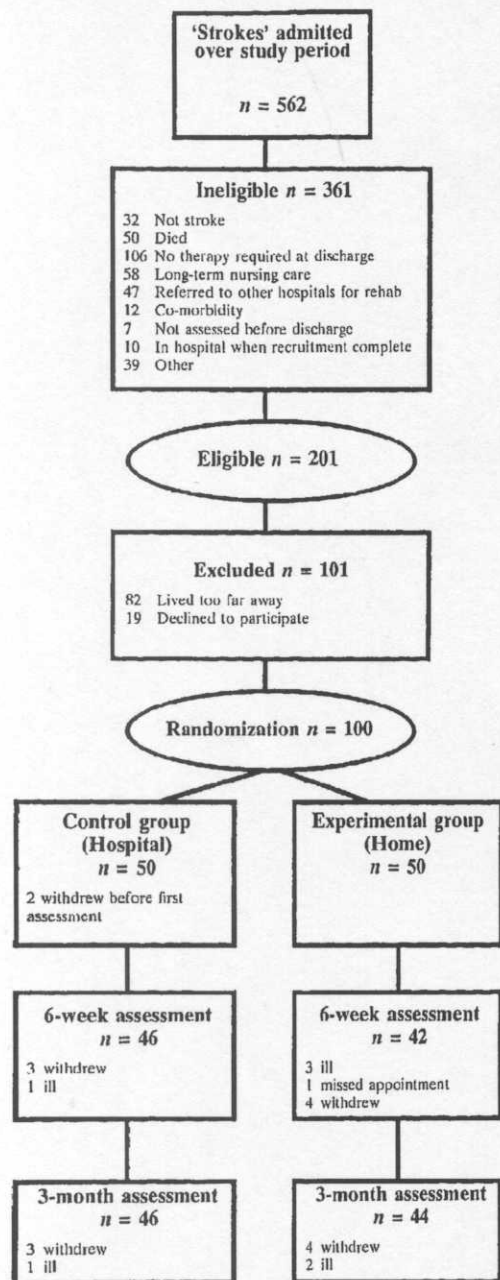 'Strokes' admitted
over study period
n = 562
Ineligible n = 361
32 Not stroke
50 Died
106 No therapy required at discharge
58 Long-term nursing care
47 Referred to other hospitals for rehab
12 Co-morbidity
7 Not assessed before discharge
10 In hospital when recruitment complete
39 Other
Eligible n = 201
Excluded n = 101
82 Lived too far away
19 Declined to participate
Randomization n = 100
Control group
(Hospital)
n = 50
2 withdrew before first
assessment
Experimental group
(Home)
n = 50
6-week assessment
n = 46
3 withdrew
1 ill
6-week assessment
n = 42
3 ill
1 missed appointment
4 withdrew
3-month assessment
n = 46
3 withdrew
1 ill
3-month assessment
n = 44
4 withdrew
2 ill